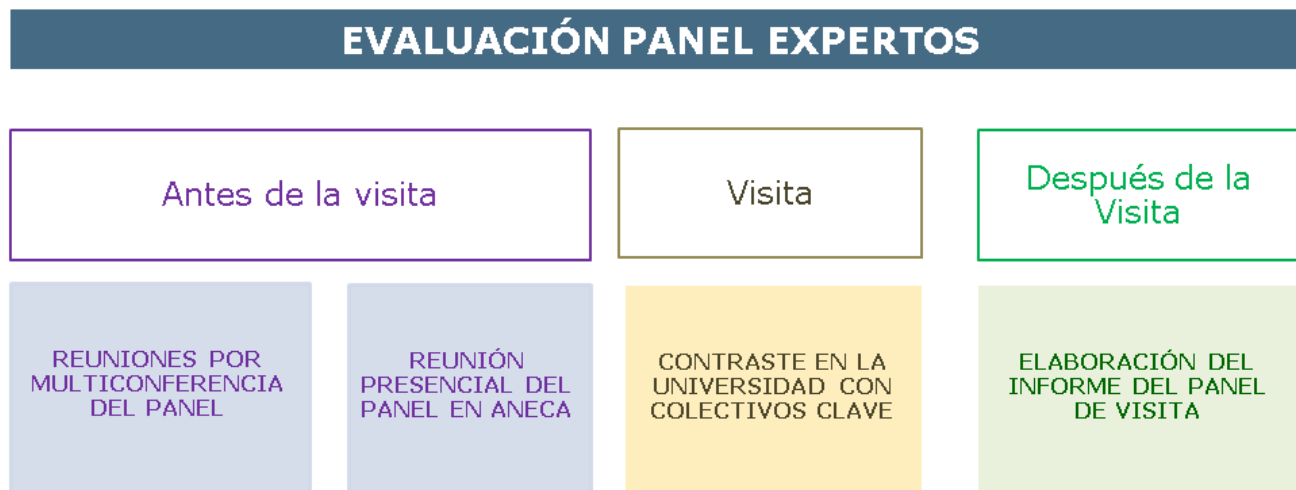 EVALUACIÓN PANEL EXPERTOS
Antes de la visita
Visita
Después de la
Visita
REUNIONES POR
MULTICONFERENCIA
DEL PANEL
REUNIÓN
PRESENCIAL DEL
PANEL EN ANECA
CONTRASTE EN LA
UNIVERSIDAD CON
COLECTIVOS CLAVE
ELABORACIÓN DEL
INFORME DEL PANEL
DE VISITA